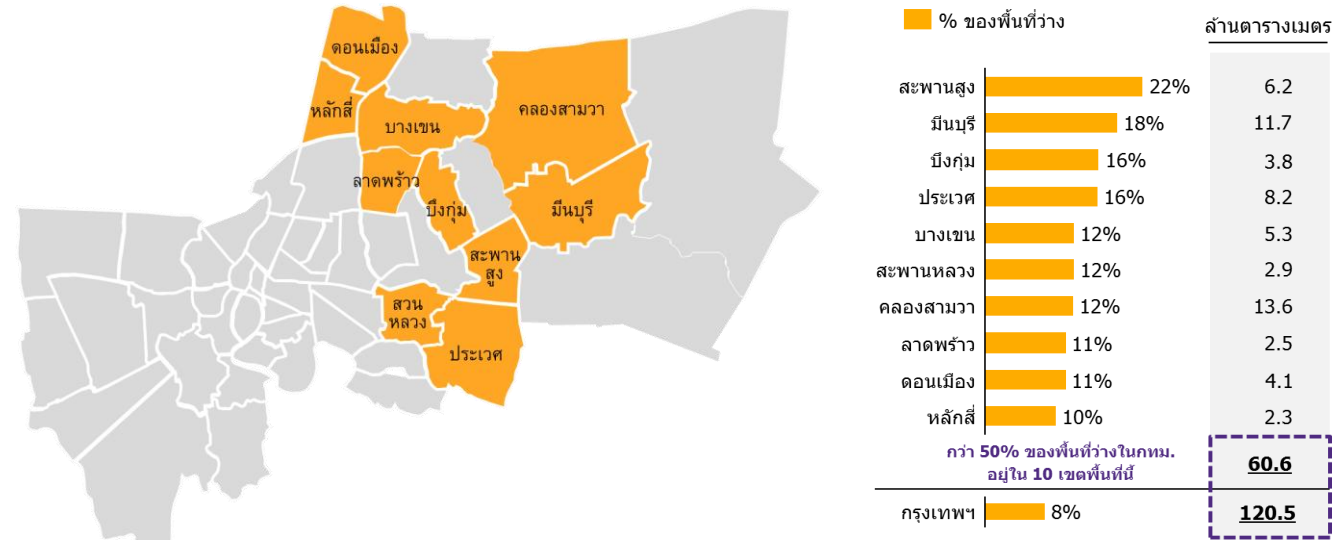 ดอนเมือง
หลักสี่
บางเขน
คลองสามวา
ลาดพร้าว
บึงกุ่ม
มีนบุรี
สะพาน
สูง
สวน
หลวง
ประเวศ
% ของพื้นที่ว่าง
ล้านตารางเมตร
สะพานสูง 22% 6.2
มีนบุรี 18% 11.7
บึงกุ่ม 16% 3.8
ประเวศ 16% 8.2
บางเขน 12% 5.3
สะพานหลวง 12% 2.9
คลองสามวา 12% 13.6
ลาดพร้าว 11% 2.5
ดอนเมือง 11% 4.1
หลักสี่ 10% 2.3
กว่า 50% ของพื้นที่ว่างในกทม.
อยู่ใน 10 เขตพื้นที่นี้
60.6
กรุงเทพฯ 8% 120.5